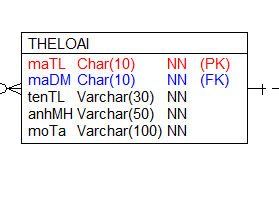 THELOAI
maTL Char(10) NN (PK)
maDM Char(10) NN (FK)
tenTL Varchar(30) NN
anhMH Varchar(50) NN
moTa Varchar(100) NN